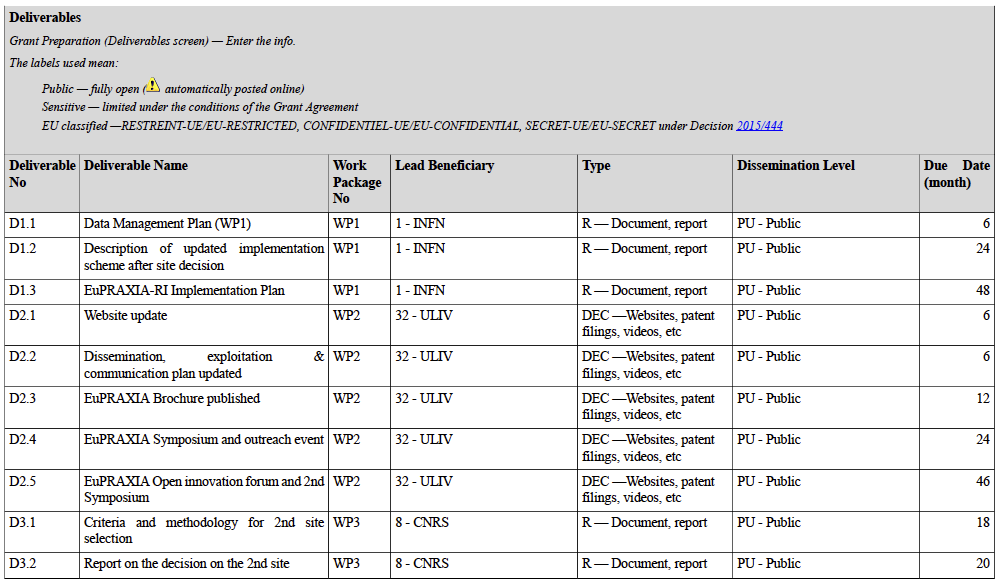 Deliverables
Grant Preparation (Deliverables screen) — Enter the info.
The labels used mean:
Public — fully open ( automatically posted online)
Sensitive — limited under the conditions of the Grant Agreement
EU classified —RESTREINT-UE/EU-RESTRICTED, CONFIDENTIEL-UE/EU-CONFIDENTIAL, SECRET-UE/EU-SECRET under Decision 2015/444
Deliverable No | Deliverable Name | Work Package No | Lead Beneficiary | Type | Dissemination Level | Due Date (month)
D1.1 | Data Management Plan (WP1) | WP1 | 1 - INFN | R — Document, report | PU - Public | 6
D1.2 | Description of updated implementation scheme after site decision | WP1 | 1 - INFN | R — Document, report | PU - Public | 24
D1.3 | EuPRAXIA-RI Implementation Plan | WP1 | 1 - INFN | R — Document, report | PU - Public | 48
D2.1 | Website update | WP2 | 32 - ULIV | DEC —Websites, patent filings, videos, etc | PU - Public | 6
D2.2 | Dissemination, exploitation & communication plan updated | WP2 | 32 - ULIV | DEC —Websites, patent filings, videos, etc | PU - Public | 6
D2.3 | EuPRAXIA Brochure published | WP2 | 32 - ULIV | DEC —Websites, patent filings, videos, etc | PU - Public | 12
D2.4 | EuPRAXIA Symposium and outreach event | WP2 | 32 - ULIV | DEC —Websites, patent filings, videos, etc | PU - Public | 24
D2.5 | EuPRAXIA Open innovation forum and 2nd Symposium | WP2 | 32 - ULIV | DEC —Websites, patent filings, videos, etc | PU - Public | 46
D3.1 | Criteria and methodology for 2nd site selection | WP3 | 8 - CNRS | R — Document, report | PU - Public | 18
D3.2 | Report on the decision on the 2nd site | WP3 | 8 - CNRS | R — Document, report | PU - Public | 20